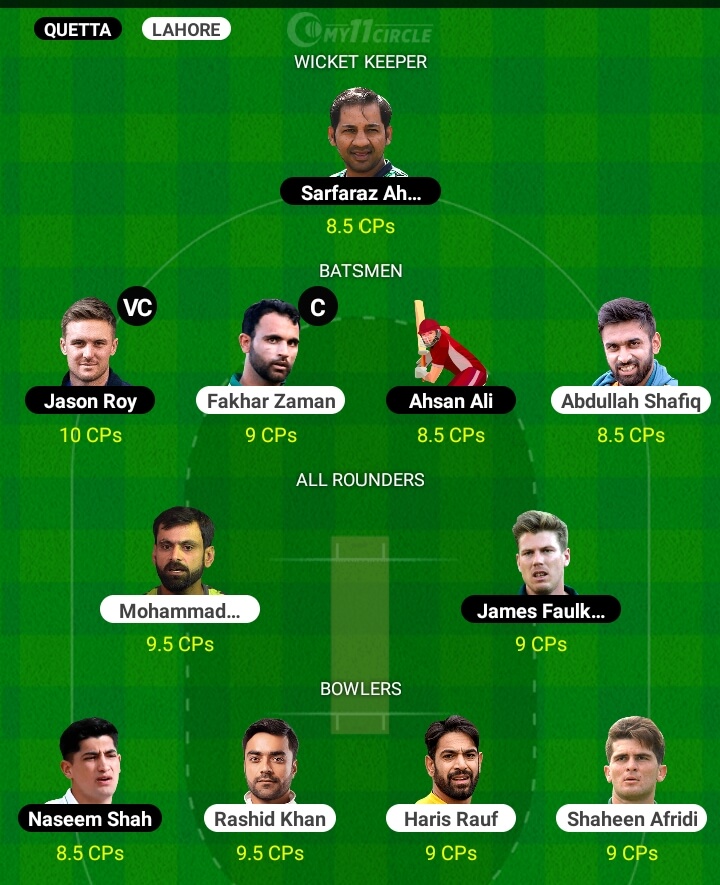 QUETTA LAHORE MY11CIRCLE
WICKET KEEPER
Sarfaraz Ah...
8.5 CPs
BATSMEN
VC C
Jason Roy Fakhar Zaman Ahsan Ali Abdullah Shafiq
10 CPs 9 CPs 8.5 CPs 8.5 CPs
ALL ROUNDERS
Mohammad... James Faulk...
9.5 CPs 9 CPs
BOWLERS
Naseem Shah Rashid Khan Haris Rauf Shaheen Afridi
8.5 CPs 9.5 CPs 9 CPs 9 CPs